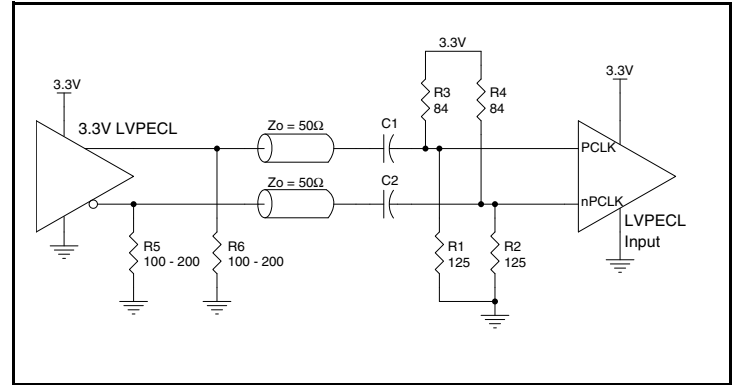 3.3V
3.3V
3.3V
R3
84
R4
84
3.3V LVPECL
Zo = 50Ω
C1
PCLK
Zo = 50Ω
C2
nPCLK
LVPECL
Input
R5
100 - 200
R6
100 - 200
R1
125
R2
125